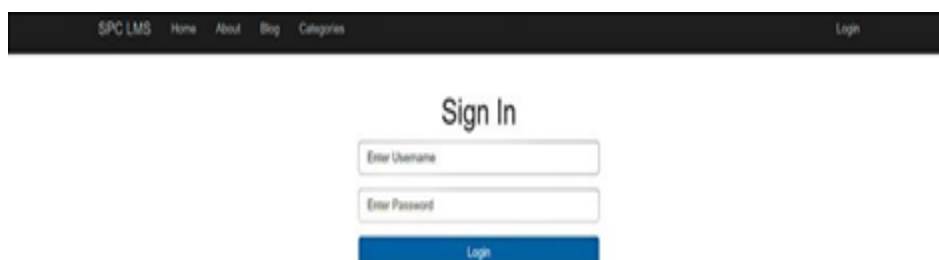 SPC LMS Home About Blog Categories Login
Sign In
Enter Username
Enter Password
Login